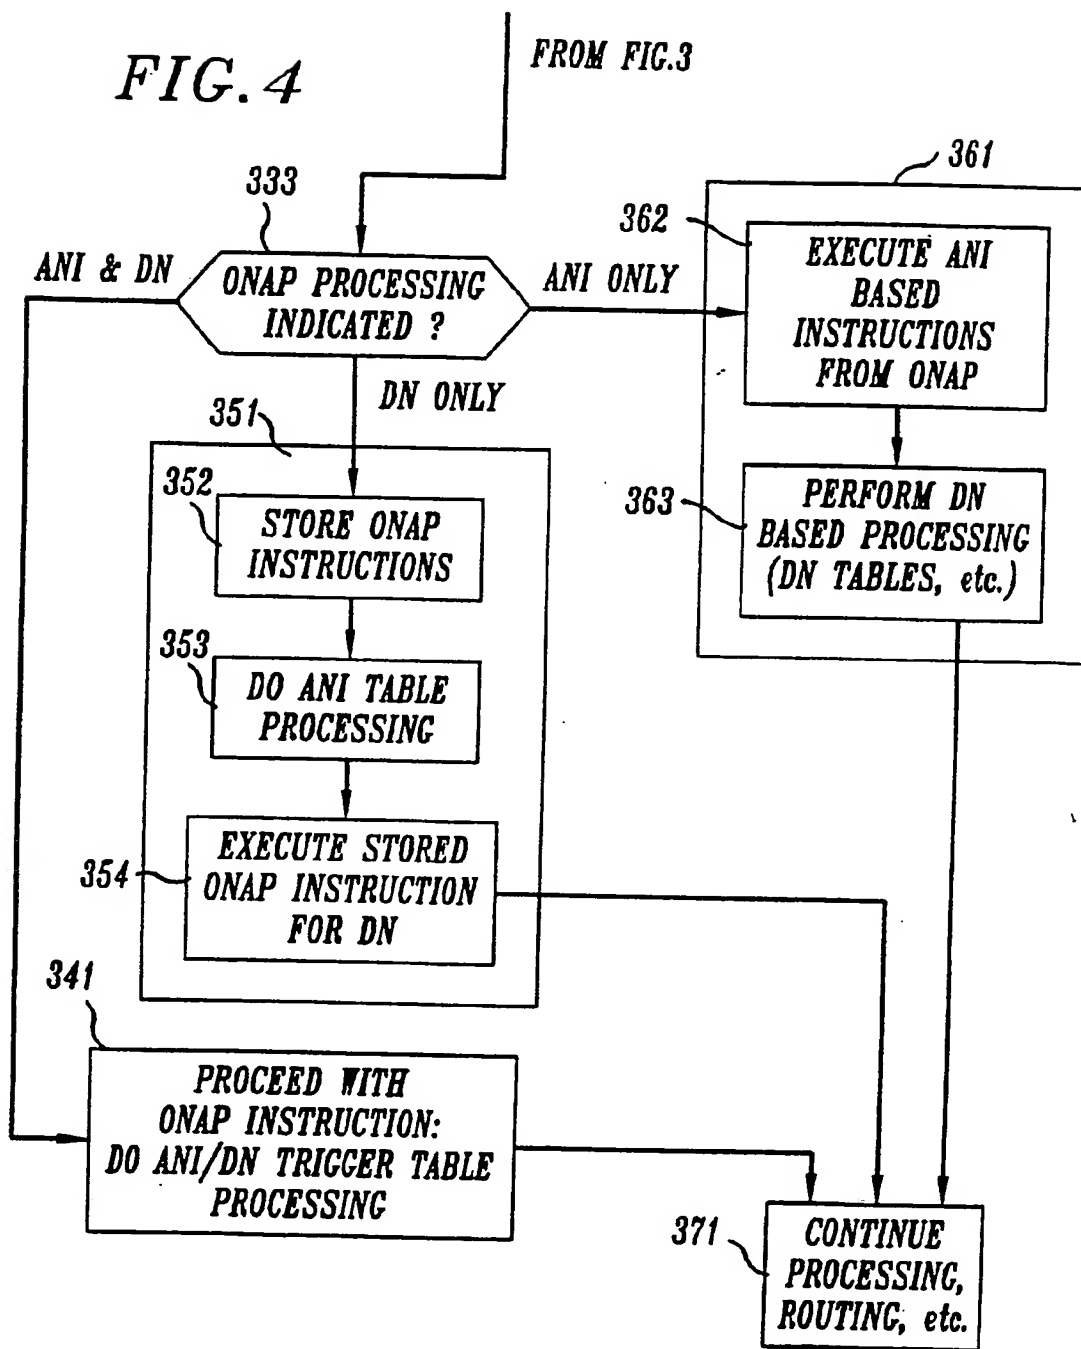 FIG. 4
FROM FIG.3
333
ANI & DN
ONAP PROCESSING
INDICATED ?
ANI ONLY
DN ONLY
361
362
EXECUTE ANI
BASED
INSTRUCTIONS
FROM ONAP
363
PERFORM DN
BASED PROCESSING
(DN TABLES, etc.)
351
352
STORE ONAP
INSTRUCTIONS
353
DO ANI TABLE
PROCESSING
354
EXECUTE STORED
ONAP INSTRUCTION
FOR DN
341
PROCEED WITH
ONAP INSTRUCTION:
DO ANI/DN TRIGGER TABLE
PROCESSING
371
CONTINUE
PROCESSING,
ROUTING, etc.